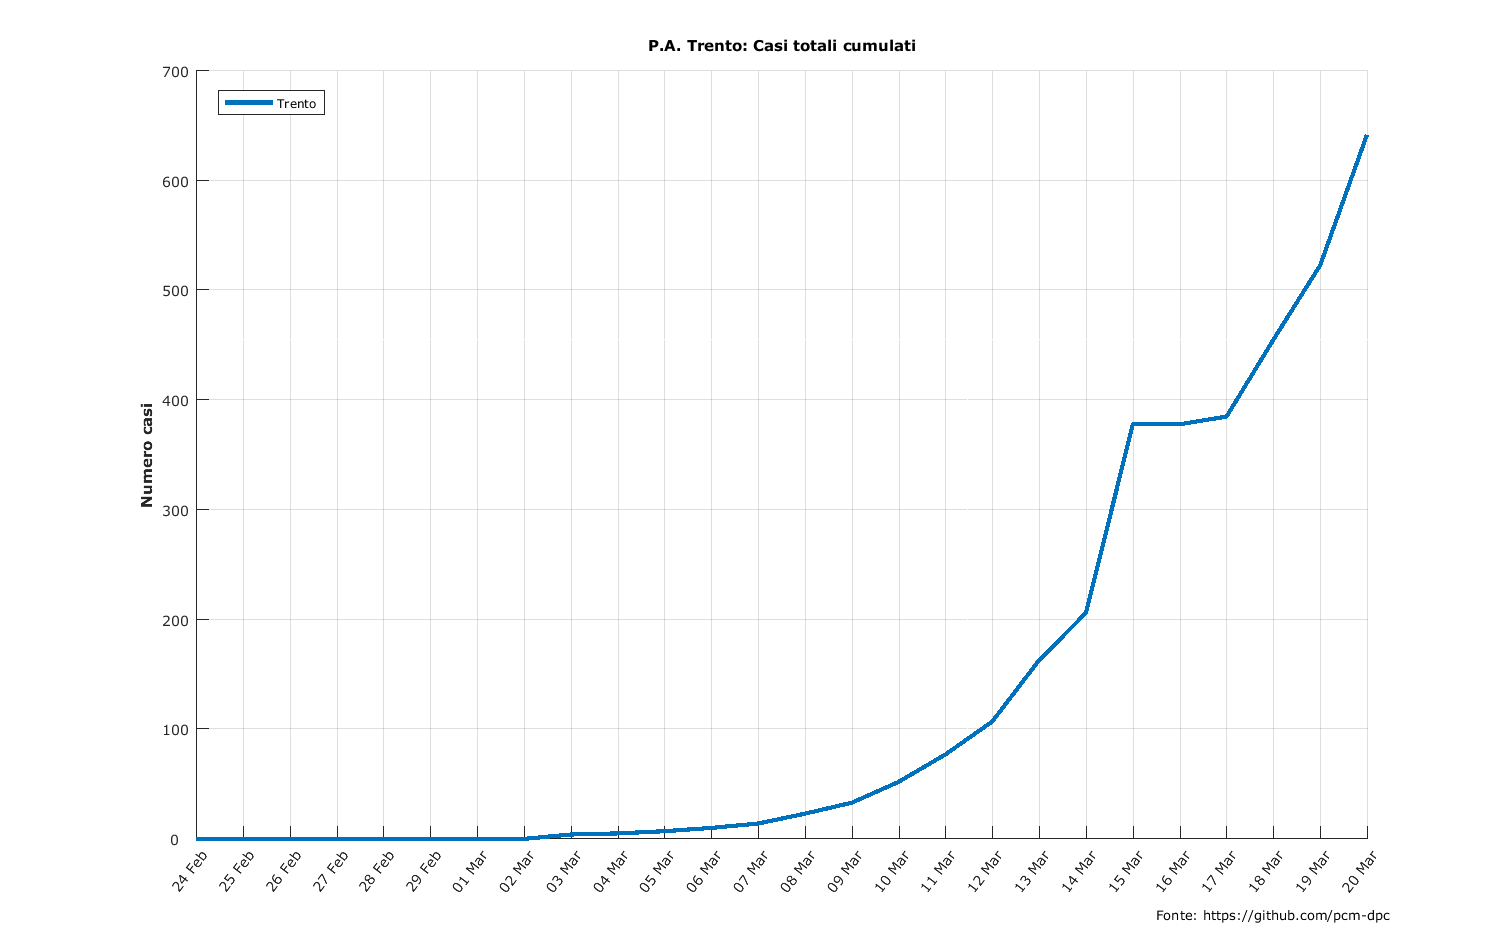 P.A. Trento: Casi totali cumulati
Trento
Numero casi
700
600
500
400
300
200
100
0
24 Feb
25 Feb
26 Feb
27 Feb
28 Feb
29 Feb
01 Mar
02 Mar
03 Mar
04 Mar
05 Mar
06 Mar
07 Mar
08 Mar
09 Mar
10 Mar
11 Mar
12 Mar
13 Mar
14 Mar
15 Mar
16 Mar
17 Mar
18 Mar
19 Mar
20 Mar
Fonte: https://github.com/pcm-dpc